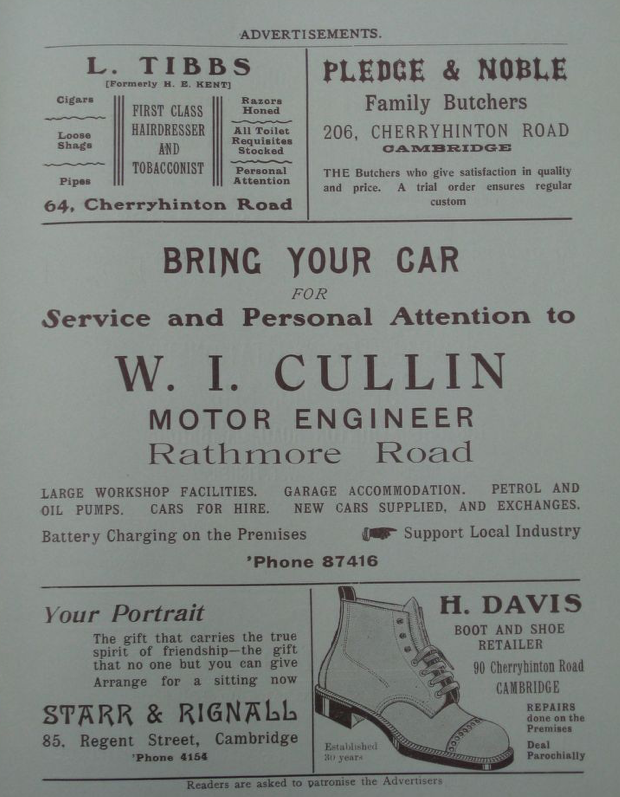 ADVERTISEMENTS.
L. TIBBS
[Formerly H. E. KENT]
Cigars
Loose
Shags
Pipes
FIRST CLASS
HAIRDRESSER
AND
TOBACCONIST
Razors
Honed
All Toilet
Requisites
Stocked
Personal
Attention
64, Cherryhinton Road
PLEDGE & NOBLE
Family Butchers
206, CHERRYHINTON ROAD
CAMBRIDGE
THE Butchers who give satisfaction in quality
and price. A trial order ensures regular
custom
BRING YOUR CAR
FOR
Service and Personal Attention to
W. I. CULLIN
MOTOR ENGINEER
Rathmore Road
LARGE WORKSHOP FACILITIES. GARAGE ACCOMMODATION. PETROL AND
OIL PUMPS. CARS FOR HIRE. NEW CARS SUPPLIED, AND EXCHANGES.
Battery Charging on the Premises Support Local Industry
'Phone 87416
Your Portrait
The gift that carries the true
spirit of friendship—the gift
that no one but you can give
Arrange for a sitting now
STARR & RIGNALL
85, Regent Street, Cambridge
'Phone 4154
H. DAVIS
BOOT AND SHOE
RETAILER
90 Cherryhinton Road
CAMBRIDGE
REPAIRS
done on the
Premises
Deal
Parochially
Established
30 years
Readers are asked to patronise the Advertisers